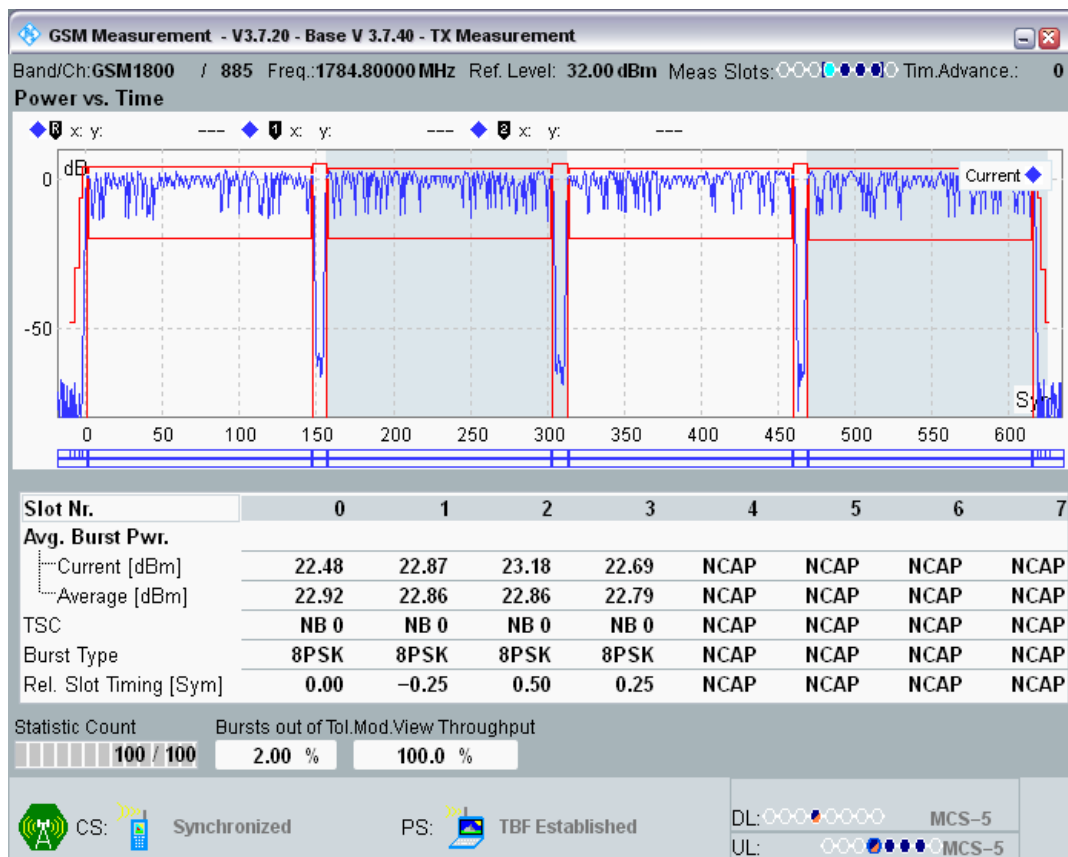 GSM Measurement - V3.7.20 - Base V 3.7.40 - TX Measurement
Band/Ch:GSM1800 / 885 Freq.:1784.80000 MHz Ref. Level: 32.00 dBm Meas Slots: Tim.Advance.: 0
Power vs. Time
R x: y: --- 1 x: y: --- 2 x: y: ---
dB
0
Current
-50
Sym
0 50 100 150 200 250 300 350 400 450 500 550 600
Slot Nr. 0 1 2 3 4 5 6 7
Avg. Burst Pwr.
Current [dBm] 22.48 22.87 23.18 22.69 NCAP NCAP NCAP NCAP
Average [dBm] 22.92 22.86 22.86 22.79 NCAP NCAP NCAP NCAP
TSC NB 0 NB 0 NB 0 NB 0 NCAP NCAP NCAP NCAP
Burst Type 8PSK 8PSK 8PSK 8PSK NCAP NCAP NCAP NCAP
Rel. Slot Timing [Sym] 0.00 −0.25 0.50 0.25 NCAP NCAP NCAP NCAP
Statistic Count Bursts out of Tol.Mod.View Throughput
100 / 100 2.00 % 100.0 %
CS: Synchronized PS: TBF Established
DL: MCS−5
UL: MCS−5